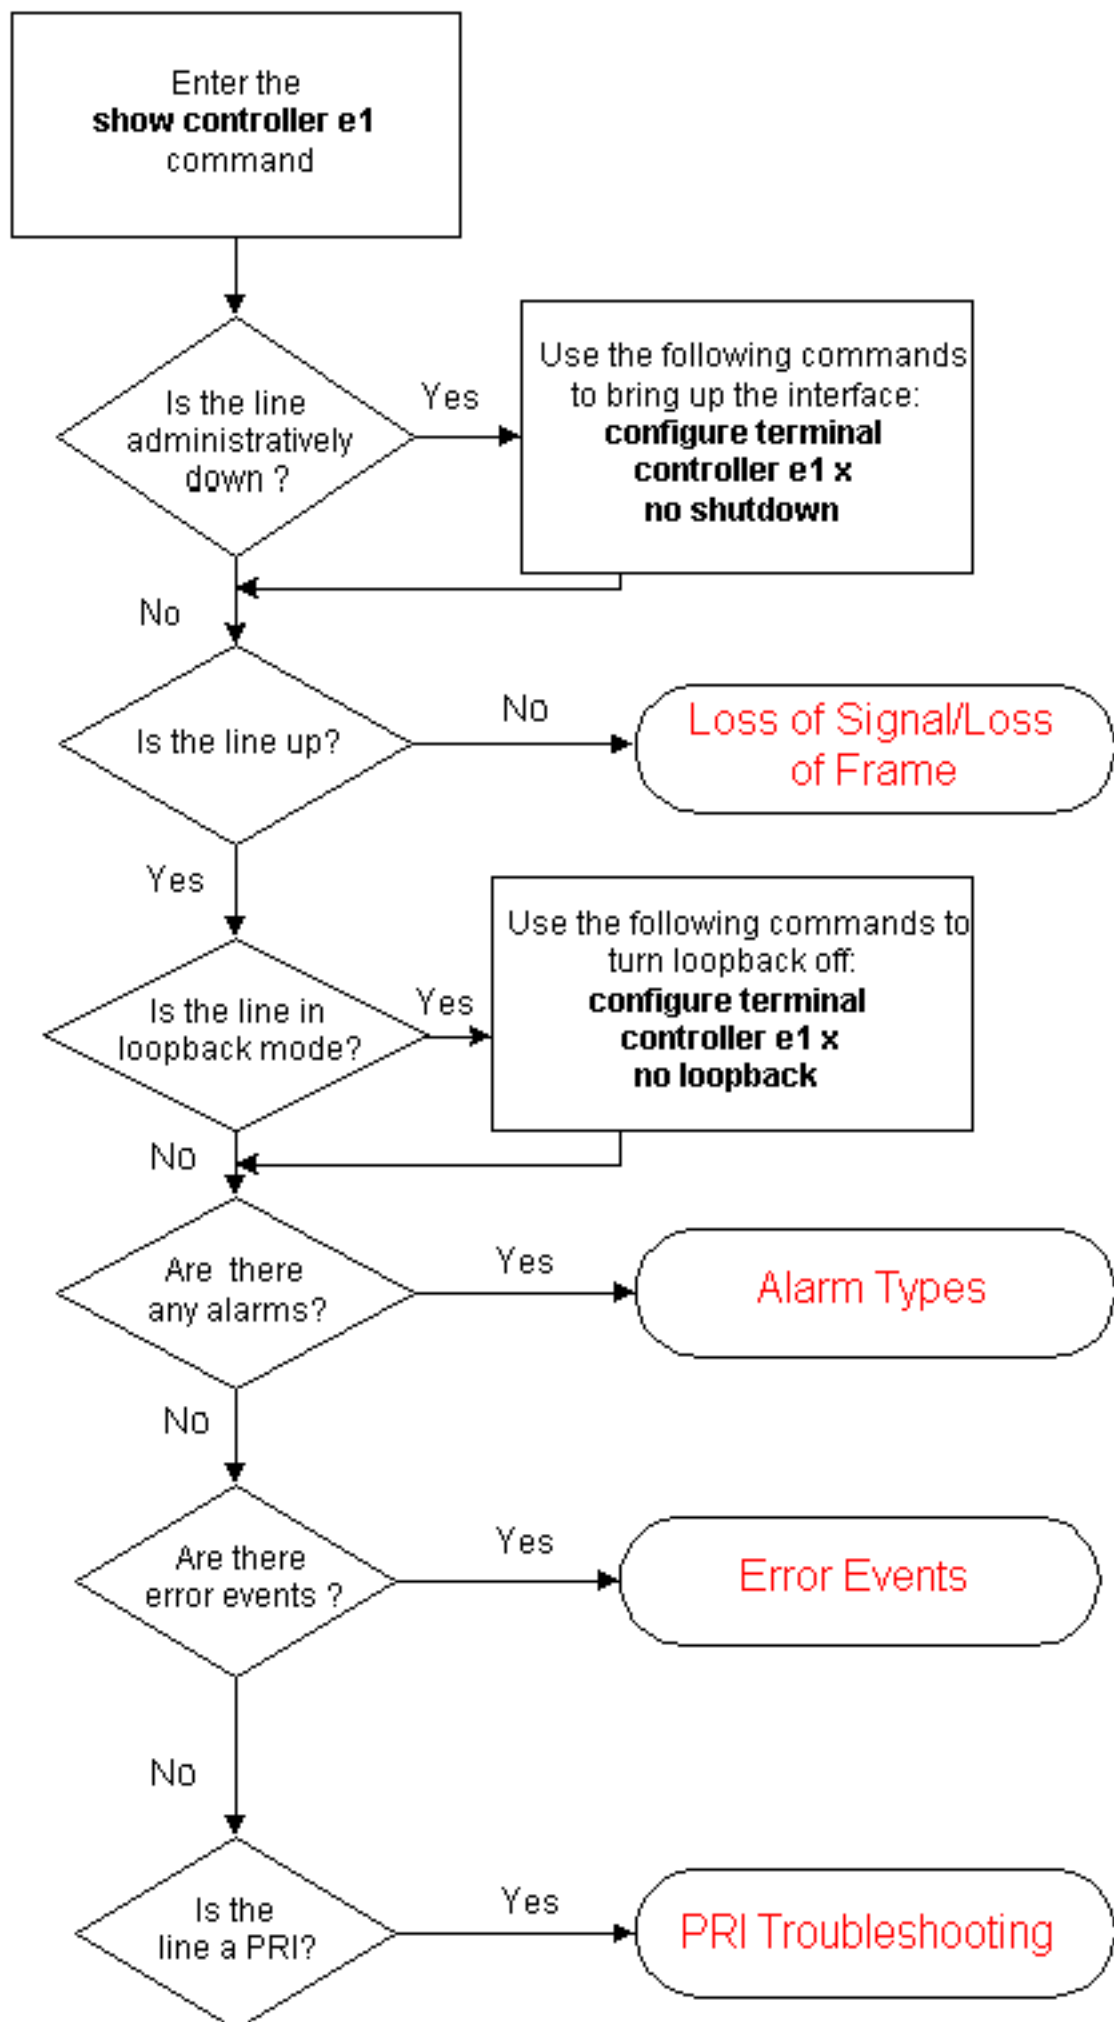 Enter the
show controller e1
command
Is the line
administratively
down ?
Yes
Use the following commands
to bring up the interface:
configure terminal
controller e1 x
no shutdown
No
Is the line up?
No
Loss of Signal/Loss
of Frame
Yes
Is the line in
loopback mode?
Yes
Use the following commands to
turn loopback off:
configure terminal
controller e1 x
no loopback
No
Are there
any alarms?
Yes
Alarm Types
No
Are there
error events ?
Yes
Error Events
No
Is the
line a PRI?
Yes
PRI Troubleshooting